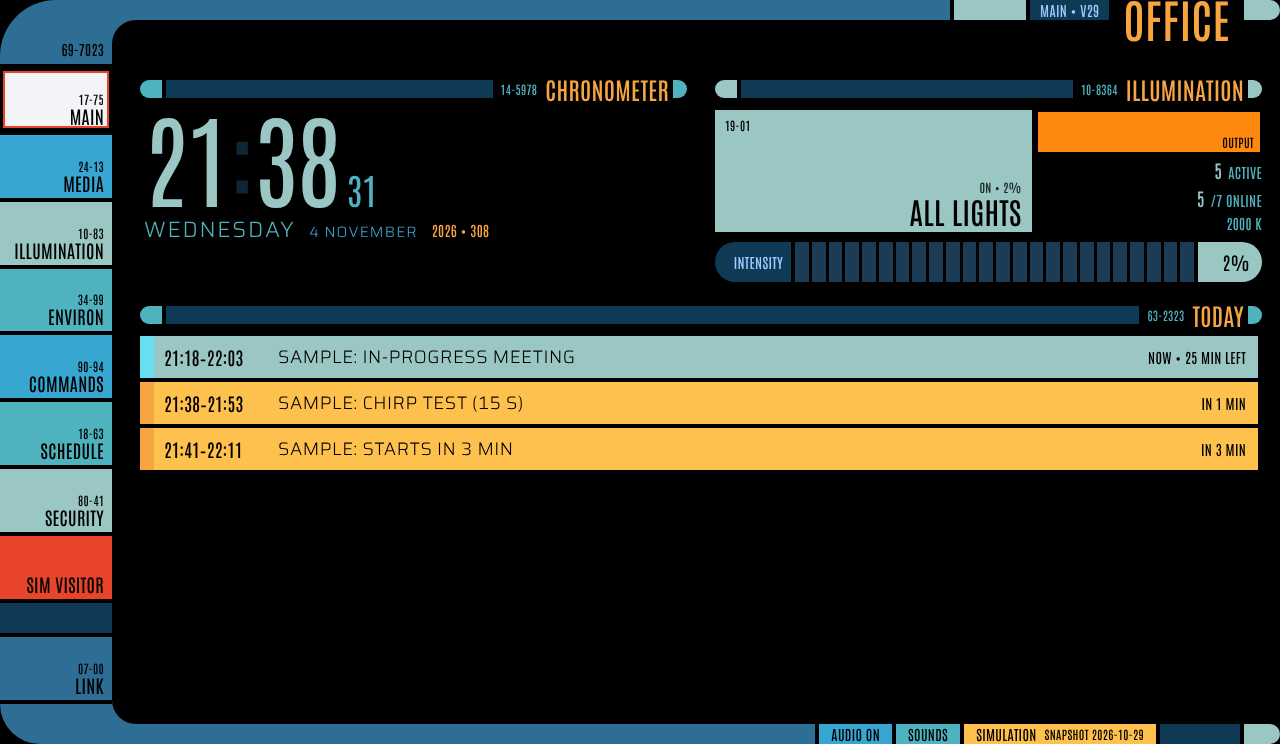 MAIN • V29
OFFICE
69-7023
17-75
MAIN
24-13
MEDIA
10-83
ILLUMINATION
34-99
ENVIRON
90-94
COMMANDS
18-63
SCHEDULE
80-41
SECURITY
SIM VISITOR
07-00
LINK
14-5978 CHRONOMETER
21:38 31
WEDNESDAY 4 NOVEMBER 2026 • 308
10-8364 ILLUMINATION
19-01
ON • 2%
ALL LIGHTS
OUTPUT
5 ACTIVE
5 /7 ONLINE
2000 K
INTENSITY 2%
63-2323 TODAY
21:18-22:03 SAMPLE: IN-PROGRESS MEETING NOW • 25 MIN LEFT
21:38-21:53 SAMPLE: CHIRP TEST (15 S) IN 1 MIN
21:41-22:11 SAMPLE: STARTS IN 3 MIN IN 3 MIN
AUDIO ON SOUNDS SIMULATION SNAPSHOT 2026-10-29